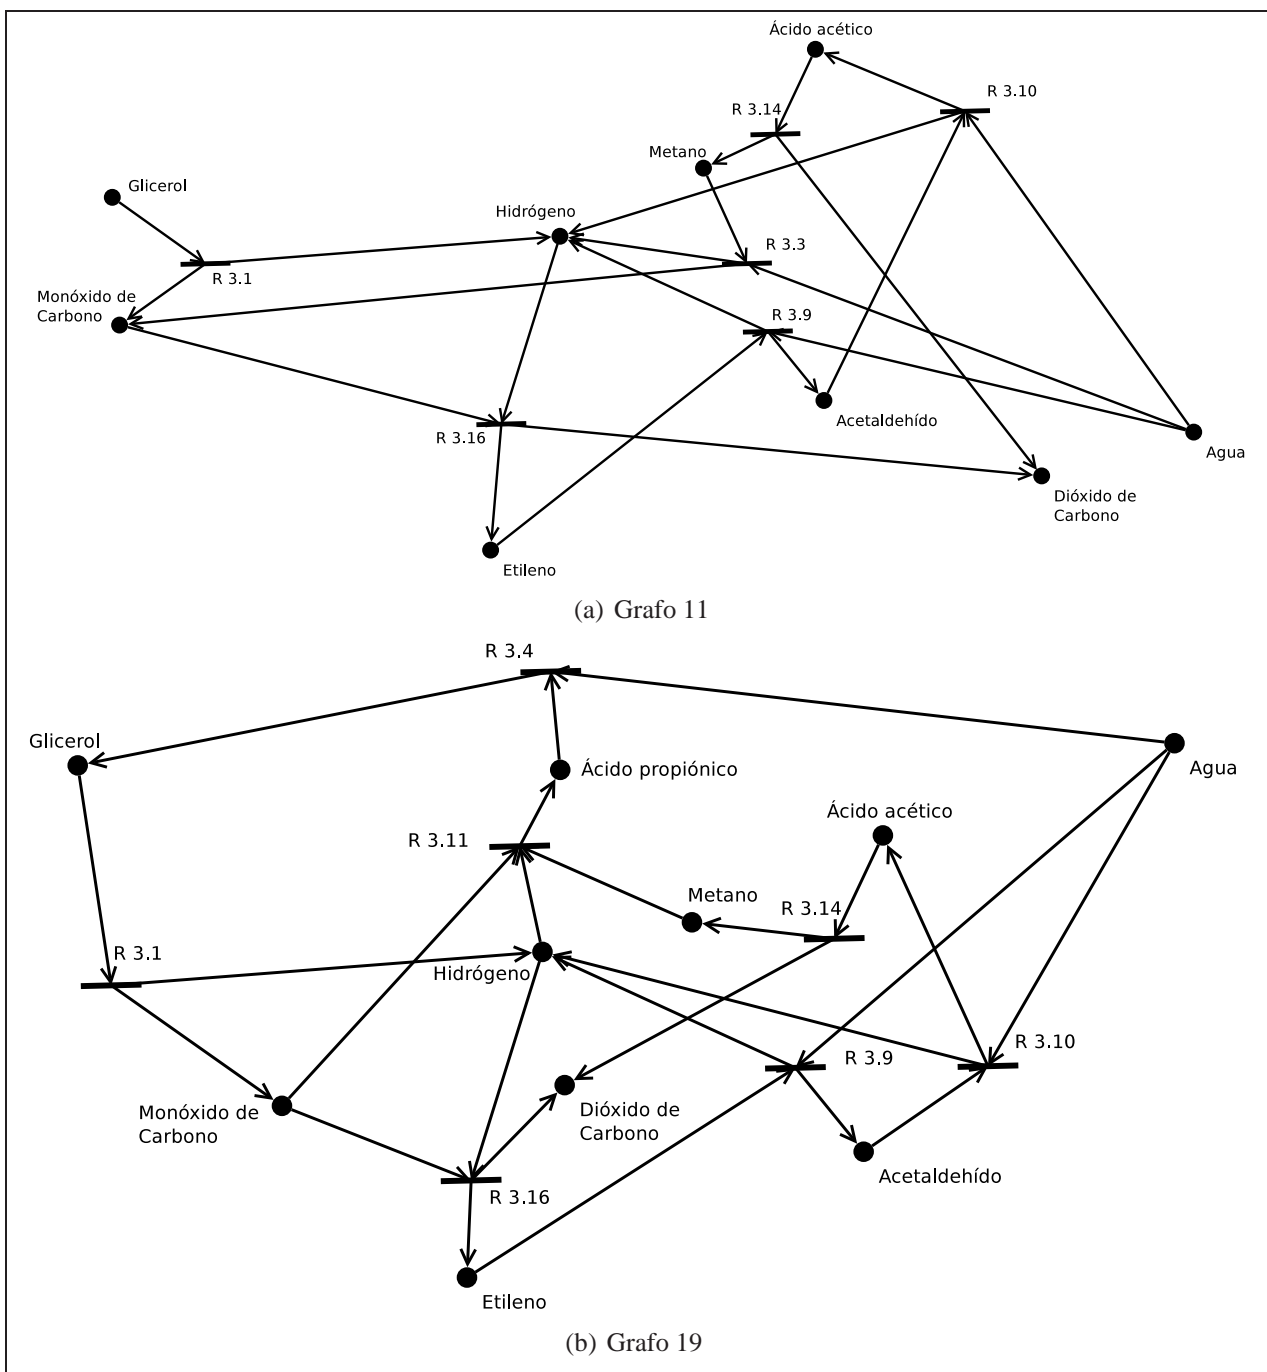 Ácido acético
R 3.10
R 3.14
Metano
Glicerol
Hidrógeno
R 3.3
R 3.1
Monóxido de
Carbono
R 3.9
Acetaldehído
R 3.16
Agua
Dióxido de
Carbono
Etileno
(a) Grafo 11
R 3.4
Glicerol
Ácido propiónico
Agua
Ácido acético
R 3.11
Metano
R 3.14
R 3.1
Hidrógeno
R 3.10
R 3.9
Monóxido de
Carbono
Dióxido de
Carbono
Acetaldehído
R 3.16
Etileno
(b) Grafo 19